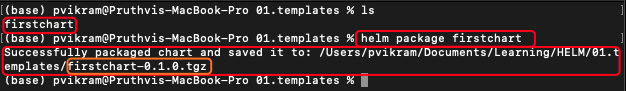 (base) pvikram@Pruthvis-MacBook-Pro 01.templates % ls
firstchart
(base) pvikram@Pruthvis-MacBook-Pro 01.templates % helm package firstchart
Successfully packaged chart and saved it to: /Users/pvikram/Documents/Learning/HELM/01.t
emplates/firstchart-0.1.0.tgz
(base) pvikram@Pruthvis-MacBook-Pro 01.templates %